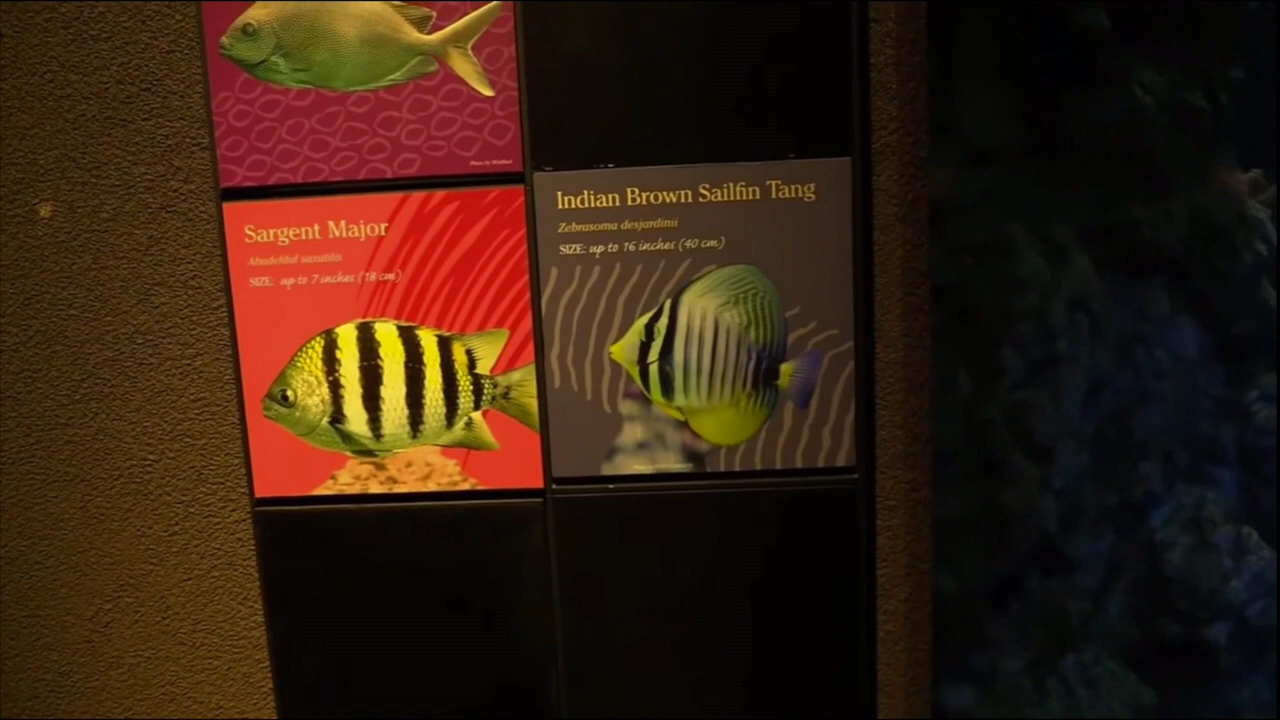 Sargent Major
Abudefduf saxatilis
SIZE: up to 7 inches (18 cm)
Indian Brown Sailfin Tang
Zebrasoma desjardinii
SIZE: up to 16 inches (40 cm)